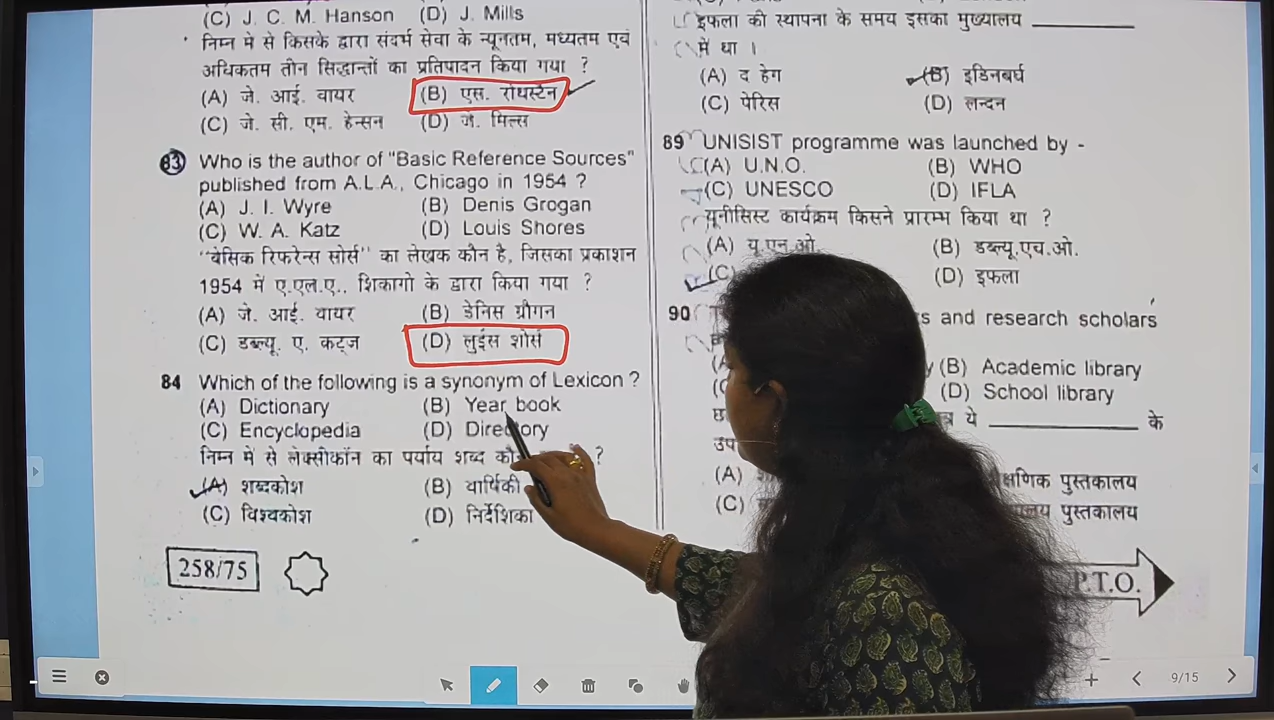 (C) J. C. M. Hanson (D) J. Mills
निम्न मे से किसके द्वारा संदर्भ सेवा के न्यूनतम, मध्यतम एवं
अधिकतम तीन सिद्धान्तों का प्रतिपादन किया गया ?
(A) जे. आई. वायर (B) एस. रोथस्टेन
(C) जे. सी. एम. हेन्सन (D) जे. मिल्स
83 Who is the author of "Basic Reference Sources"
published from A.L.A., Chicago in 1954 ?
(A) J. I. Wyre (B) Denis Grogan
(C) W. A. Katz (D) Louis Shores
"बेसिक रिफरेन्स सोर्स" का लेखक कौन है, जिसका प्रकाशन
1954 में ए.एल.ए., शिकागो के द्वारा किया गया ?
(A) जे. आई. वायर (B) डेनिस ग्रौगन
(C) डब्ल्यू. ए. कट्ज (D) लुईस शोर्स
84 Which of the following is a synonym of Lexicon ?
(A) Dictionary (B) Year book
(C) Encyclopedia (D) Directory
निम्न में से लेक्सीकॉन का पर्याय शब्द ?
(A) शब्दकोश (B) वार्षिकी
(C) विश्वकोश (D) निर्देशिका
258/75
इफला की स्थापना के समय इसका मुख्यालय ________
में था ।
(A) द हेग (B) इडिनबर्घ
(C) पेरिस (D) लन्दन
89 UNISIST programme was launched by -
(A) U.N.O. (B) WHO
(C) UNESCO (D) IFLA
यूनीसिस्ट कार्यक्रम किसने प्रारम्भ किया था ?
(A) यू.एन.ओ. (B) डब्ल्यू.एच.ओ.
(C) (D) इफला
90 and research scholars
(B) Academic library
(D) School library
ये ________ के
(A)
(C) पुस्तकालय
P.T.O.
9/15